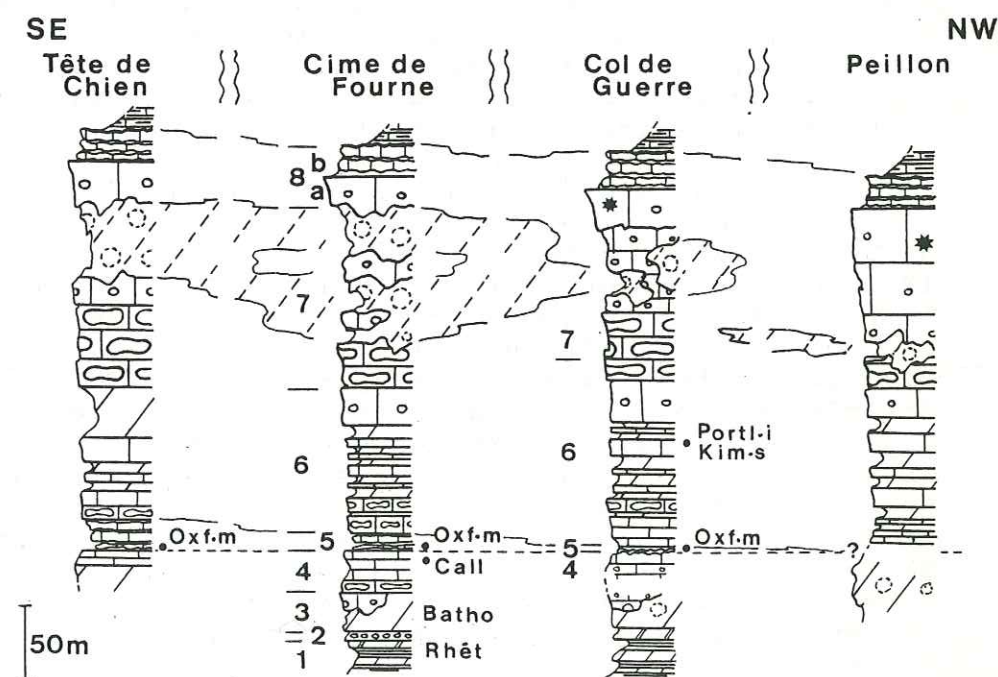 SE
NW
Tête de
Chien
Cime de
Fourne
Col de
Guerre
Peillon
b
8
a
7
7
Portl-i
Kim-s
6
6
Oxf.m
5
Oxf.m
5
Oxf.m
?
4
Call
4
3
Batho
2
50m
1
Rhêt